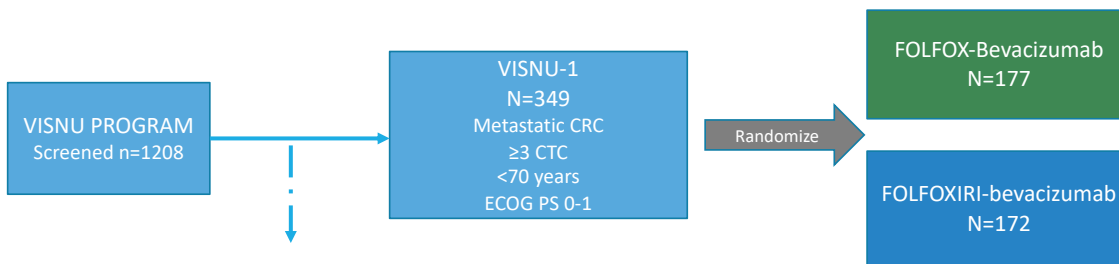 VISNU PROGRAM
Screened n=1208
VISNU-1
N=349
Metastatic CRC
≥3 CTC
<70 years
ECOG PS 0-1
Randomize
FOLFOX-Bevacizumab
N=177
FOLFOXIRI-bevacizumab
N=172